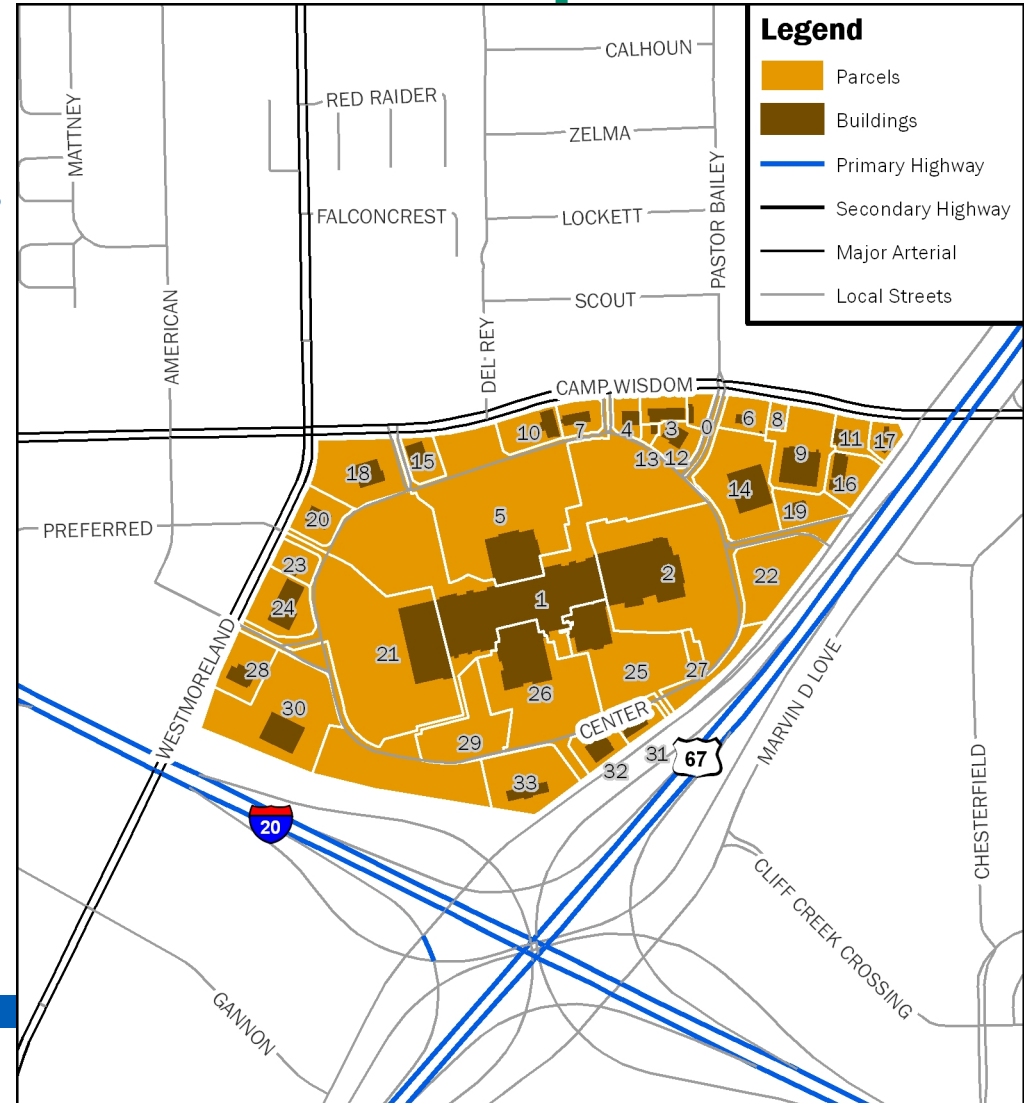 Legend
Parcels
Buildings
Primary Highway
Secondary Highway
Major Arterial
Local Streets
CALHOUN
RED RAIDER
MATTNEY
ZELMA
PASTOR BAILEY
FALCONCREST
LOCKETT
AMERICAN
SCOUT
DEL REY
CAMP WISDOM
10
7
4
3
0
6
8
11
17
18
15
13
12
9
16
14
20
5
19
PREFERRED
23
2
22
24
1
WESTMORELAND
21
28
26
25
27
30
29
CENTER
MARVIN D LOVE
31
67
32
33
20
CHESTERFIELD
CLIFF CREEK CROSSING
GANNON